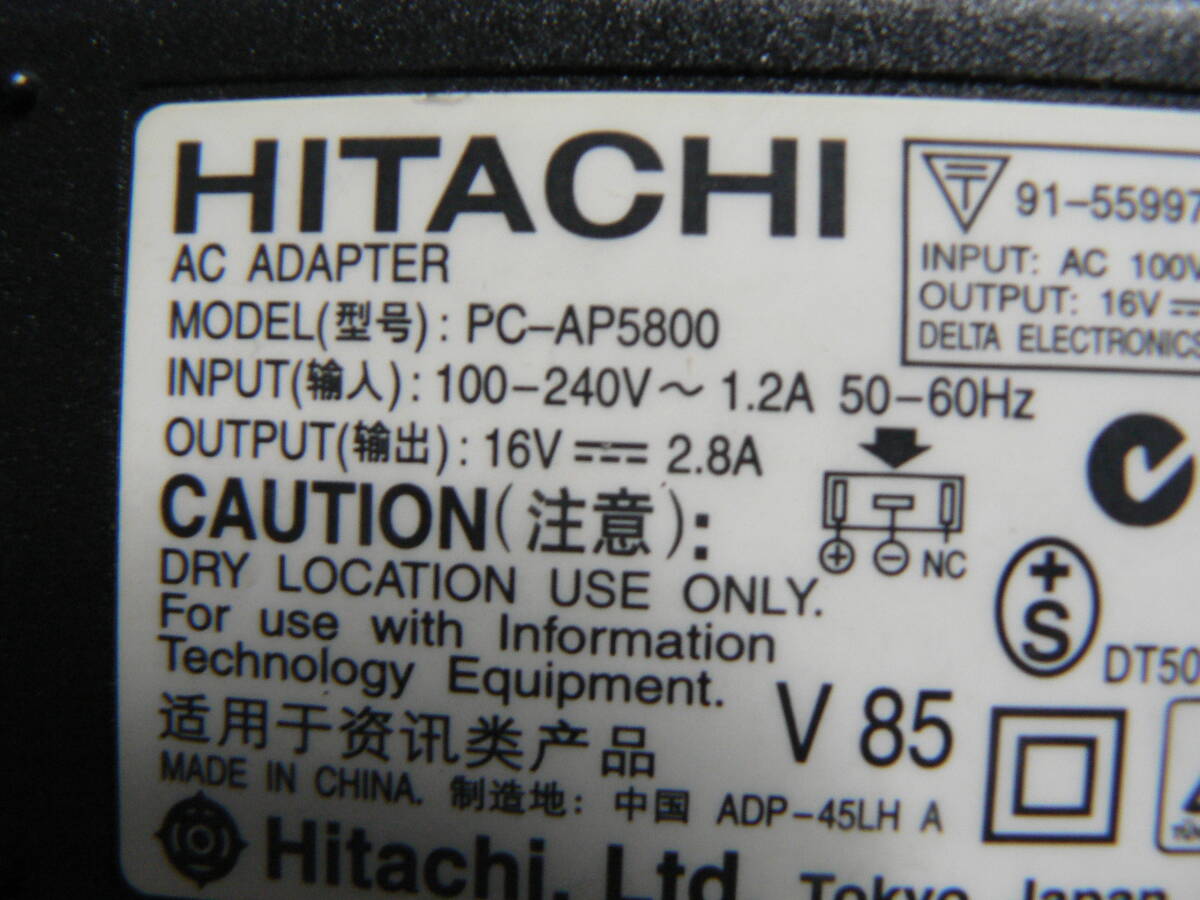 HITACHI
AC ADAPTER
MODEL(型号): PC-AP5800
INPUT(输入): 100-240V～ 1.2A 50-60Hz
OUTPUT(输出): 16V⎓ 2.8A
CAUTION(注意):
DRY LOCATION USE ONLY.
For use with Information
Technology Equipment.
适用于资讯类产品
MADE IN CHINA. 制造地: 中国 ADP-45LH A
Hitachi, Ltd. Tokyo Japan
T 91-55997
INPUT: AC 100V
OUTPUT: 16V⎓
DELTA ELECTRONICS
+ − NC
+S
DT50
V 85